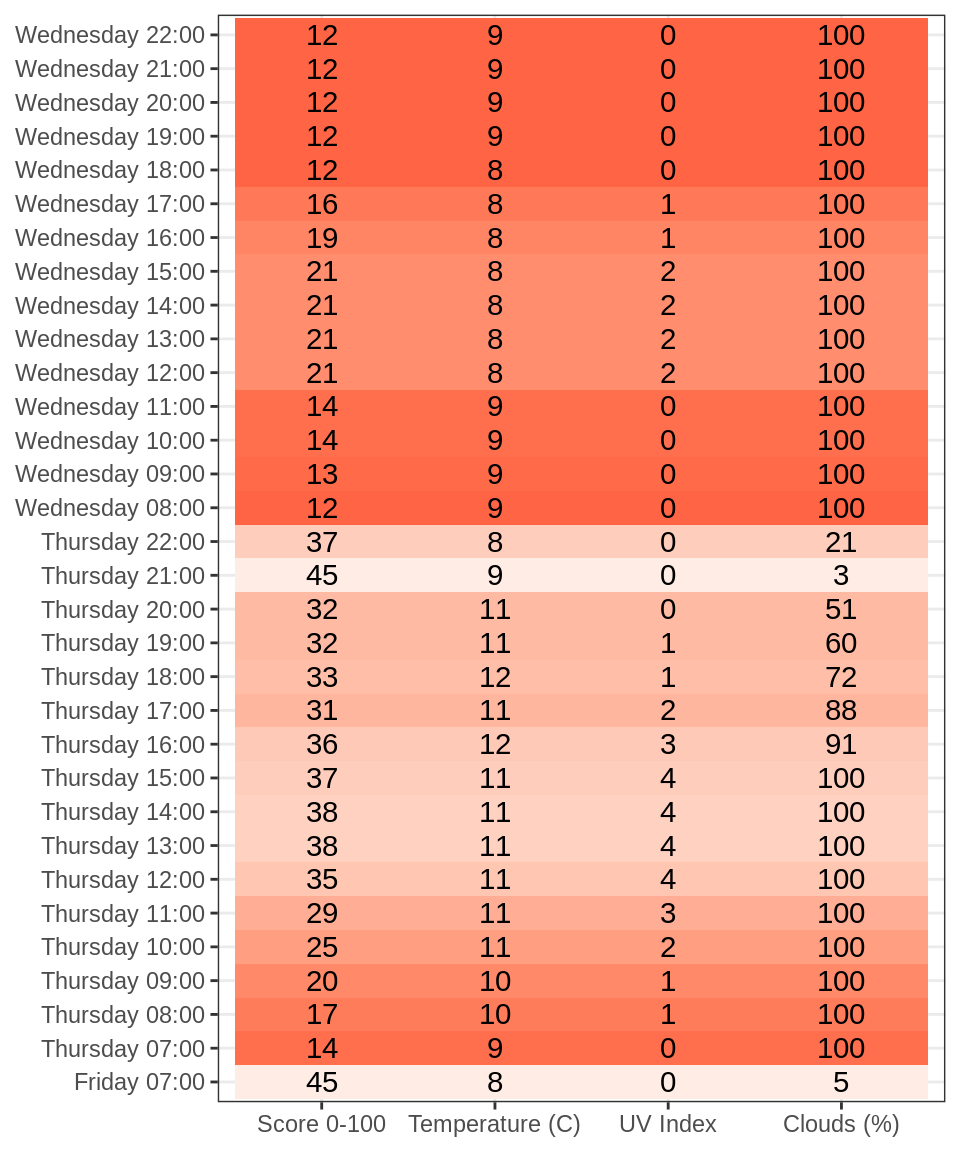 Wednesday 22:00 12 9 0 100
Wednesday 21:00 12 9 0 100
Wednesday 20:00 12 9 0 100
Wednesday 19:00 12 9 0 100
Wednesday 18:00 12 8 0 100
Wednesday 17:00 16 8 1 100
Wednesday 16:00 19 8 1 100
Wednesday 15:00 21 8 2 100
Wednesday 14:00 21 8 2 100
Wednesday 13:00 21 8 2 100
Wednesday 12:00 21 8 2 100
Wednesday 11:00 14 9 0 100
Wednesday 10:00 14 9 0 100
Wednesday 09:00 13 9 0 100
Wednesday 08:00 12 9 0 100
Thursday 22:00 37 8 0 21
Thursday 21:00 45 9 0 3
Thursday 20:00 32 11 0 51
Thursday 19:00 32 11 1 60
Thursday 18:00 33 12 1 72
Thursday 17:00 31 11 2 88
Thursday 16:00 36 12 3 91
Thursday 15:00 37 11 4 100
Thursday 14:00 38 11 4 100
Thursday 13:00 38 11 4 100
Thursday 12:00 35 11 4 100
Thursday 11:00 29 11 3 100
Thursday 10:00 25 11 2 100
Thursday 09:00 20 10 1 100
Thursday 08:00 17 10 1 100
Thursday 07:00 14 9 0 100
Friday 07:00 45 8 0 5
Score 0-100 Temperature (C) UV Index Clouds (%)